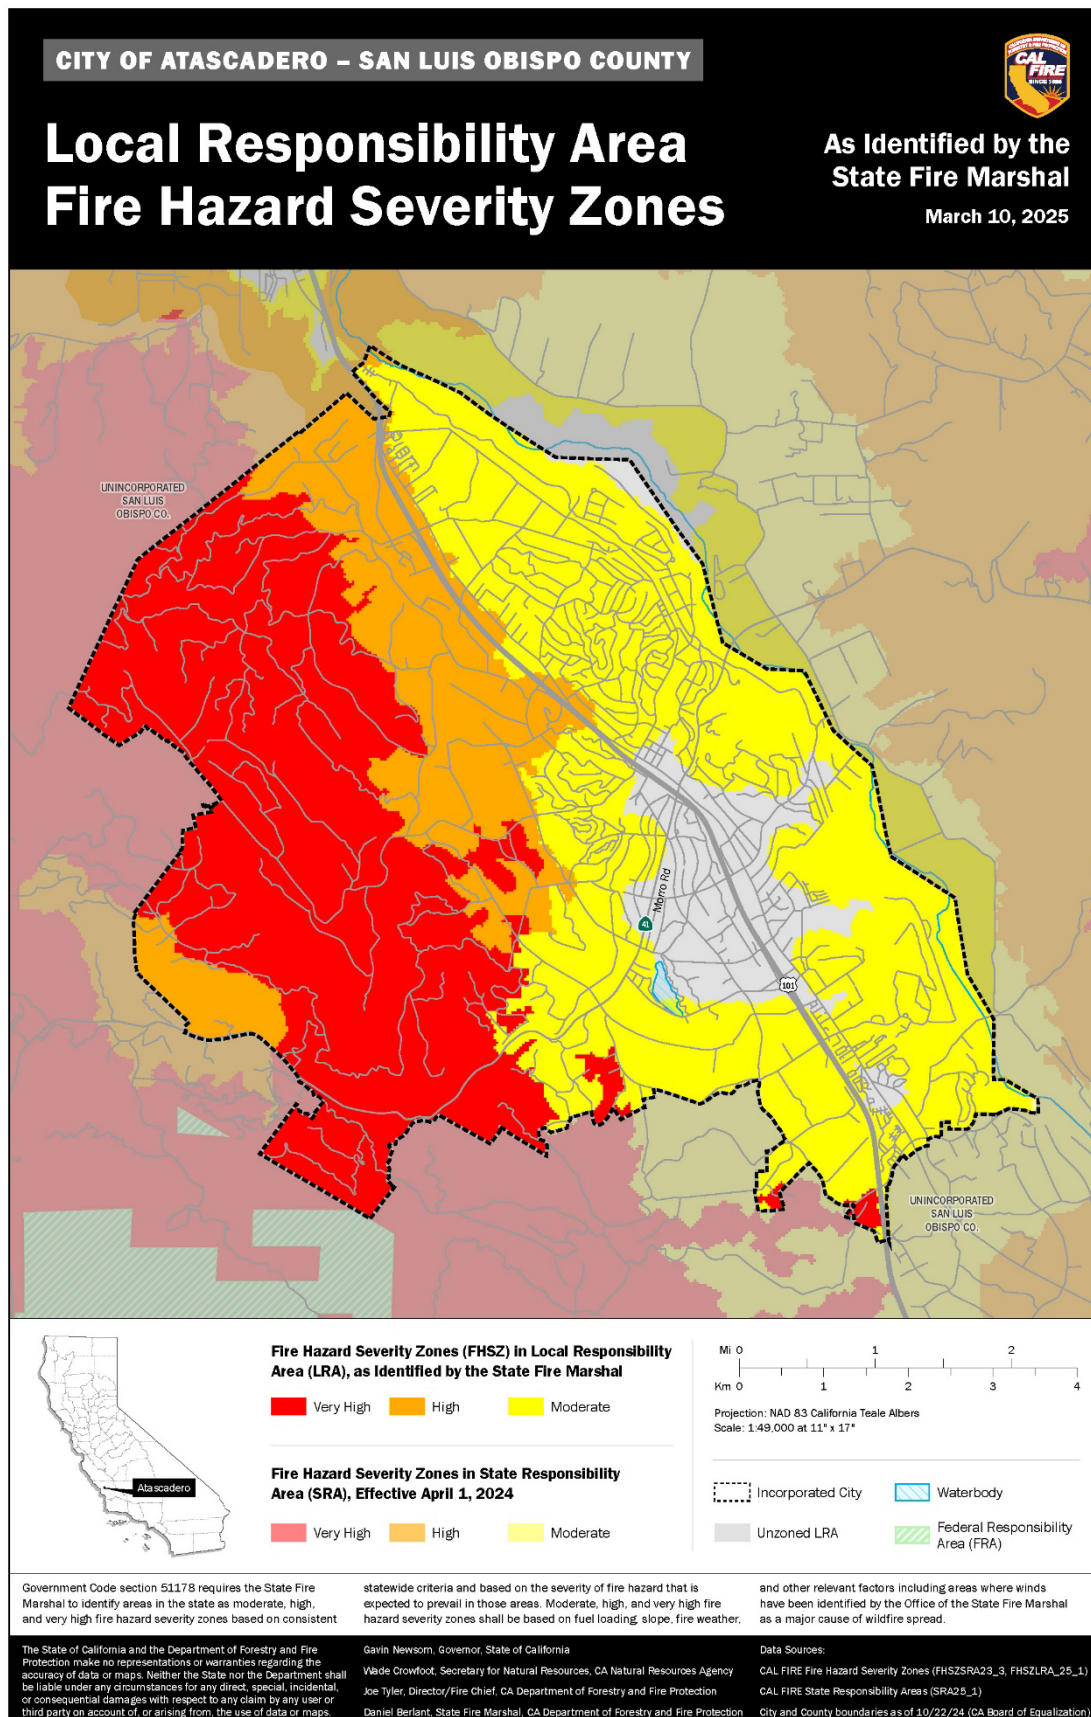 CITY OF ATASCADERO – SAN LUIS OBISPO COUNTY
Local Responsibility Area
Fire Hazard Severity Zones
CAL
FIRE
SINCE 1885
As Identified by the
State Fire Marshal
March 10, 2025
UNINCORPORATED
SAN LUIS
OBISPO CO.
Morro Rd
41
101
UNINCORPORATED
SAN LUIS
OBISPO CO.
Atascadero
Fire Hazard Severity Zones (FHSZ) in Local Responsibility
Area (LRA), as Identified by the State Fire Marshal
Very High High Moderate
Fire Hazard Severity Zones in State Responsibility
Area (SRA), Effective April 1, 2024
Very High High Moderate
Mi 0 1 2
Km 0 1 2 3 4
Projection: NAD 83 California Teale Albers
Scale: 1:49,000 at 11" x 17"
Incorporated City
Waterbody
Unzoned LRA
Federal Responsibility
Area (FRA)
Government Code section 51178 requires the State Fire
Marshal to identify areas in the state as moderate, high,
and very high fire hazard severity zones based on consistent
statewide criteria and based on the severity of fire hazard that is
expected to prevail in those areas. Moderate, high, and very high fire
hazard severity zones shall be based on fuel loading, slope, fire weather,
and other relevant factors including areas where winds
have been identified by the Office of the State Fire Marshal
as a major cause of wildfire spread.
The State of California and the Department of Forestry and Fire
Protection make no representations or warranties regarding the
accuracy of data or maps. Neither the State nor the Department shall
be liable under any circumstances for any direct, special, incidental,
or consequential damages with respect to any claim by any user or
third party on account of, or arising from, the use of data or maps.
Gavin Newsom, Governor, State of California
Wade Crowfoot, Secretary for Natural Resources, CA Natural Resources Agency
Joe Tyler, Director/Fire Chief, CA Department of Forestry and Fire Protection
Daniel Berlant, State Fire Marshal, CA Department of Forestry and Fire Protection
Data Sources:
CAL FIRE Fire Hazard Severity Zones (FHSZSRA23_3, FHSZLRA_25_1)
CAL FIRE State Responsibility Areas (SRA25_1)
City and County boundaries as of 10/22/24 (CA Board of Equalization)